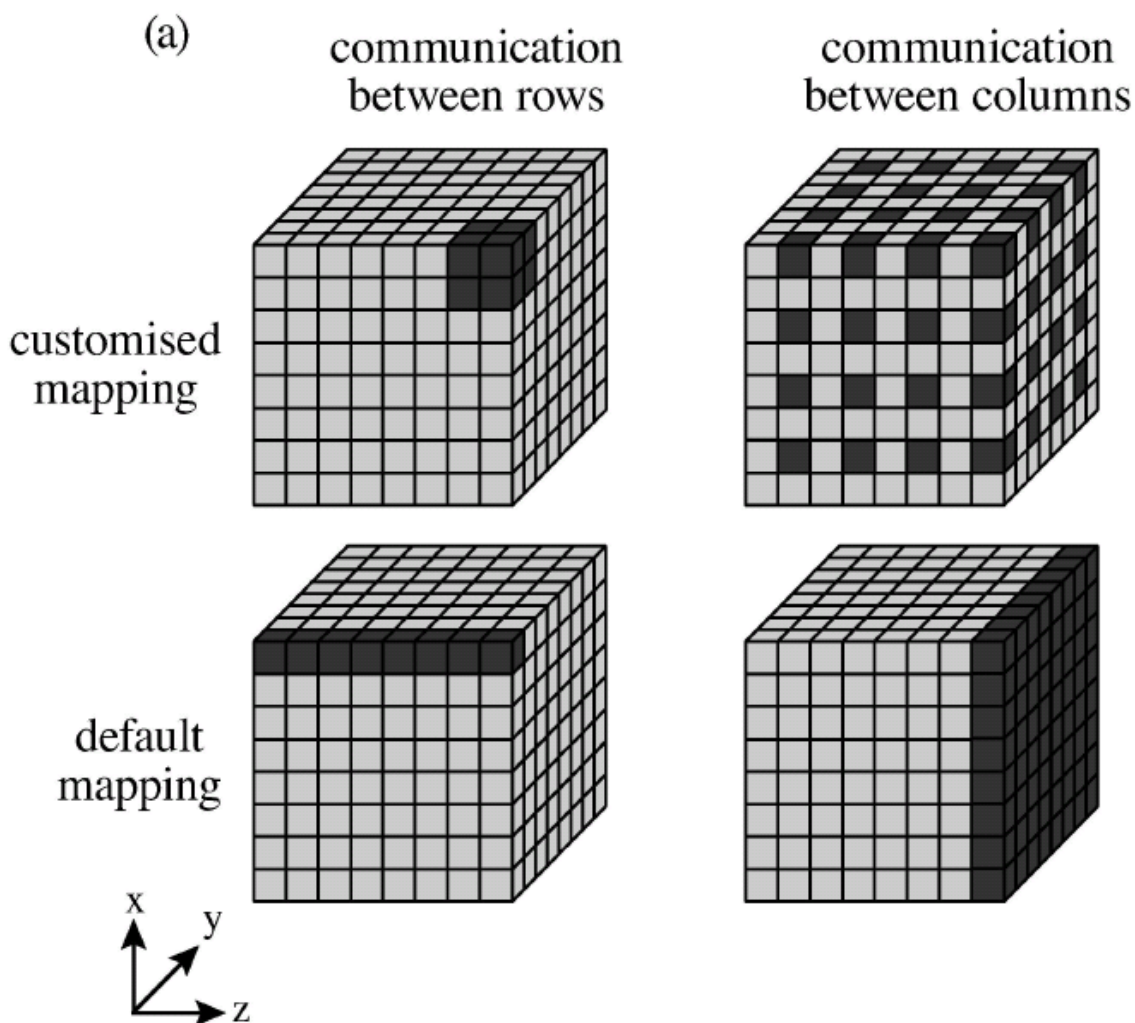 (a)
communication
between rows
communication
between columns
customised
mapping
default
mapping
x
y
z